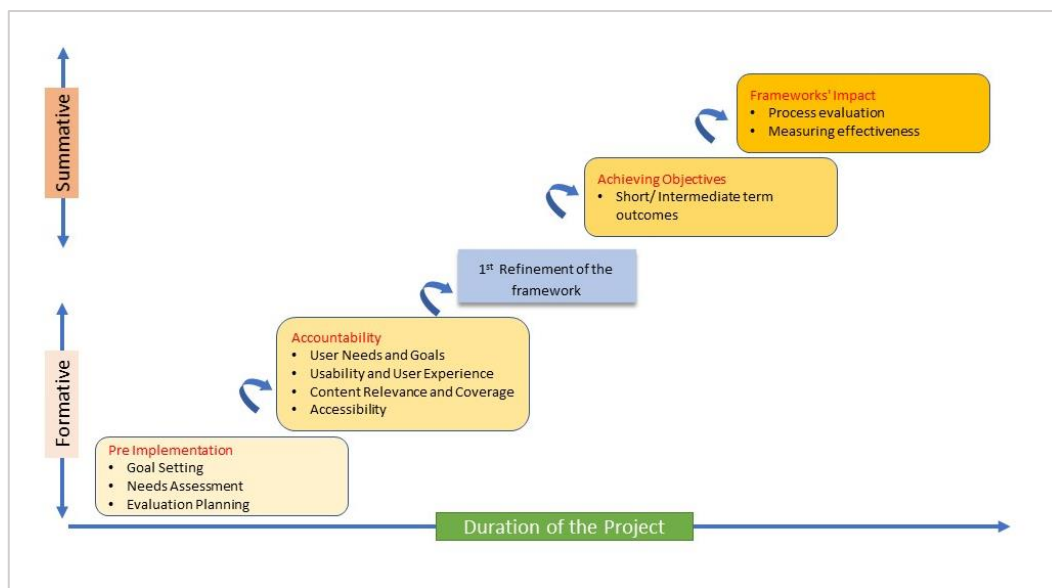 Summative
Frameworks' Impact
• Process evaluation
• Measuring effectiveness
Achieving Objectives
• Short/ Intermediate term
outcomes
1st Refinement of the
framework
Formative
Accountability
• User Needs and Goals
• Usability and User Experience
• Content Relevance and Coverage
• Accessibility
Pre Implementation
• Goal Setting
• Needs Assessment
• Evaluation Planning
Duration of the Project